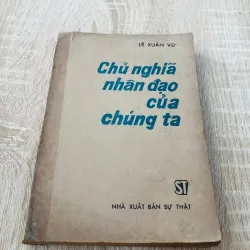 LÊ XUÂN VŨ
Chủ nghĩa
nhân đạo
của
chúng ta
ST
NHÀ XUẤT BẢN SỰ THẬT